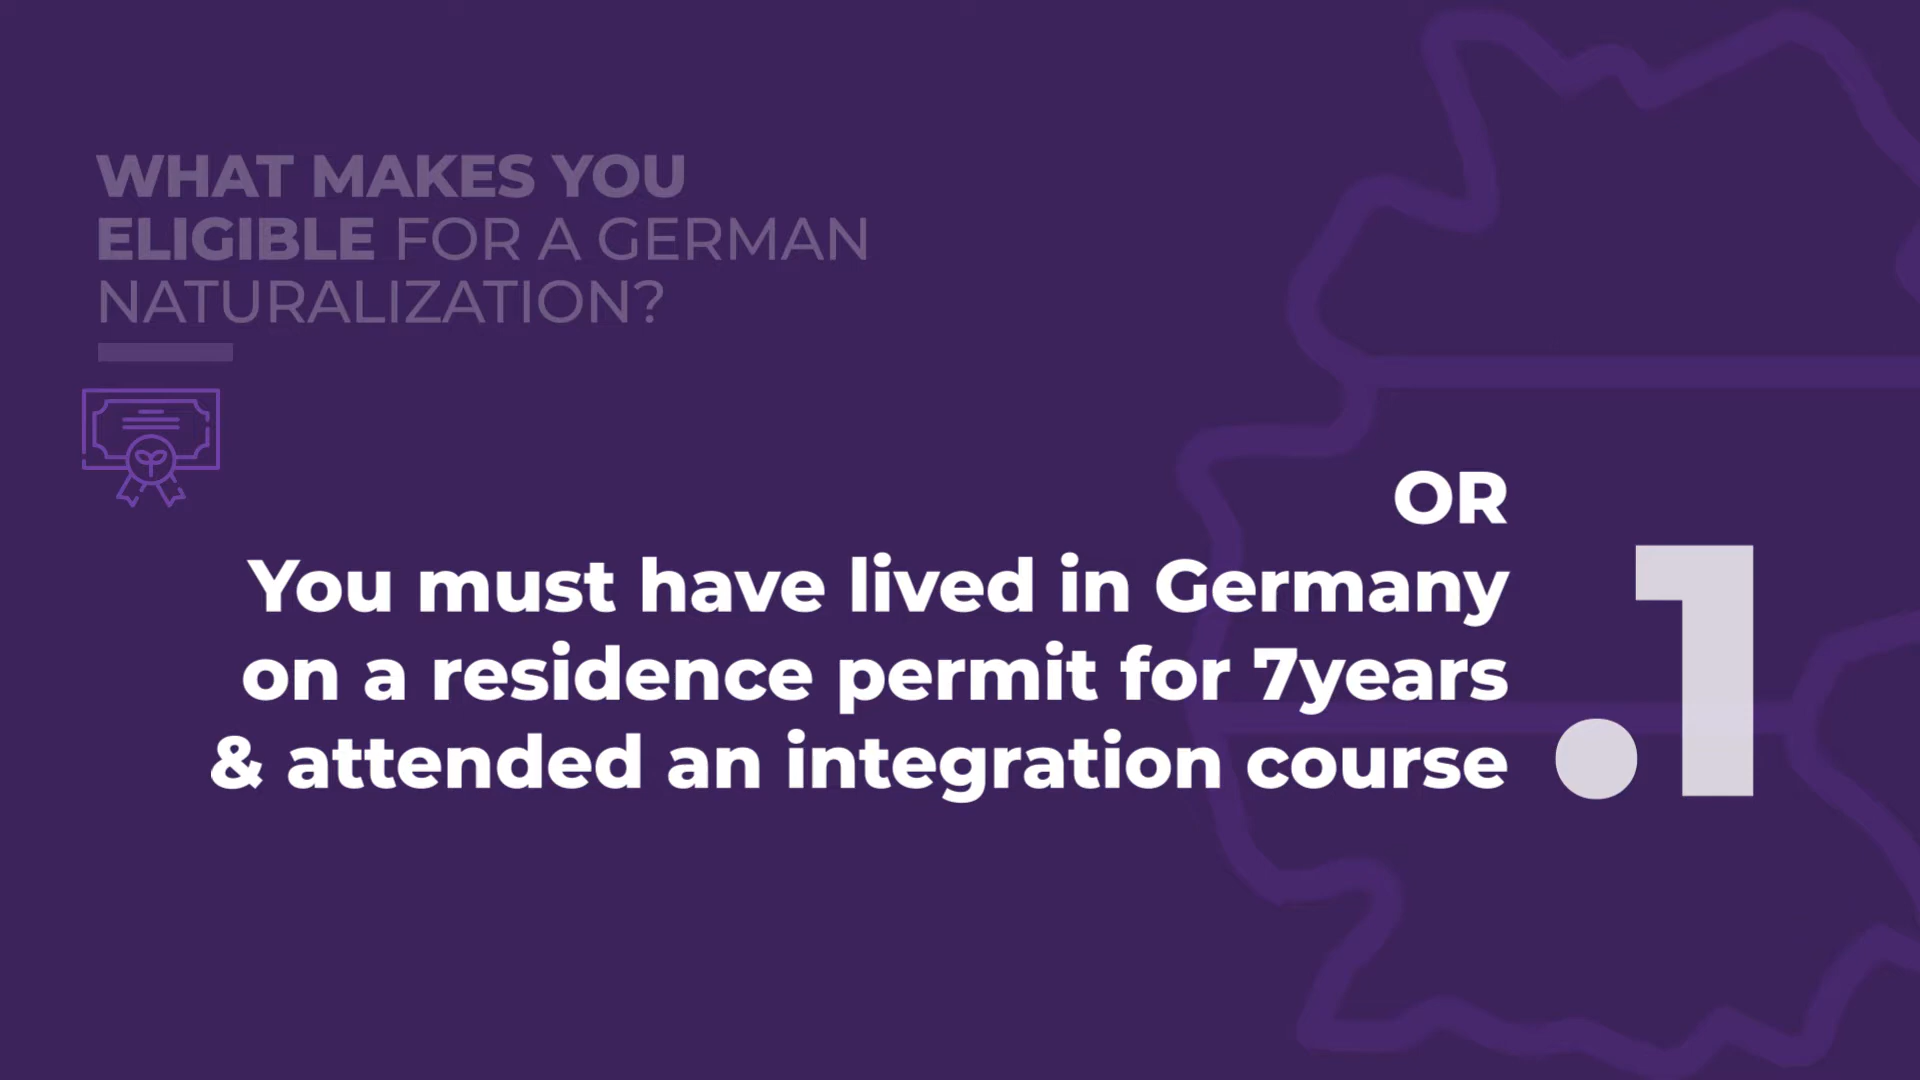 WHAT MAKES YOU
ELIGIBLE FOR A GERMAN
NATURALIZATION?
OR
You must have lived in Germany
on a residence permit for 7years
& attended an integration course
.1